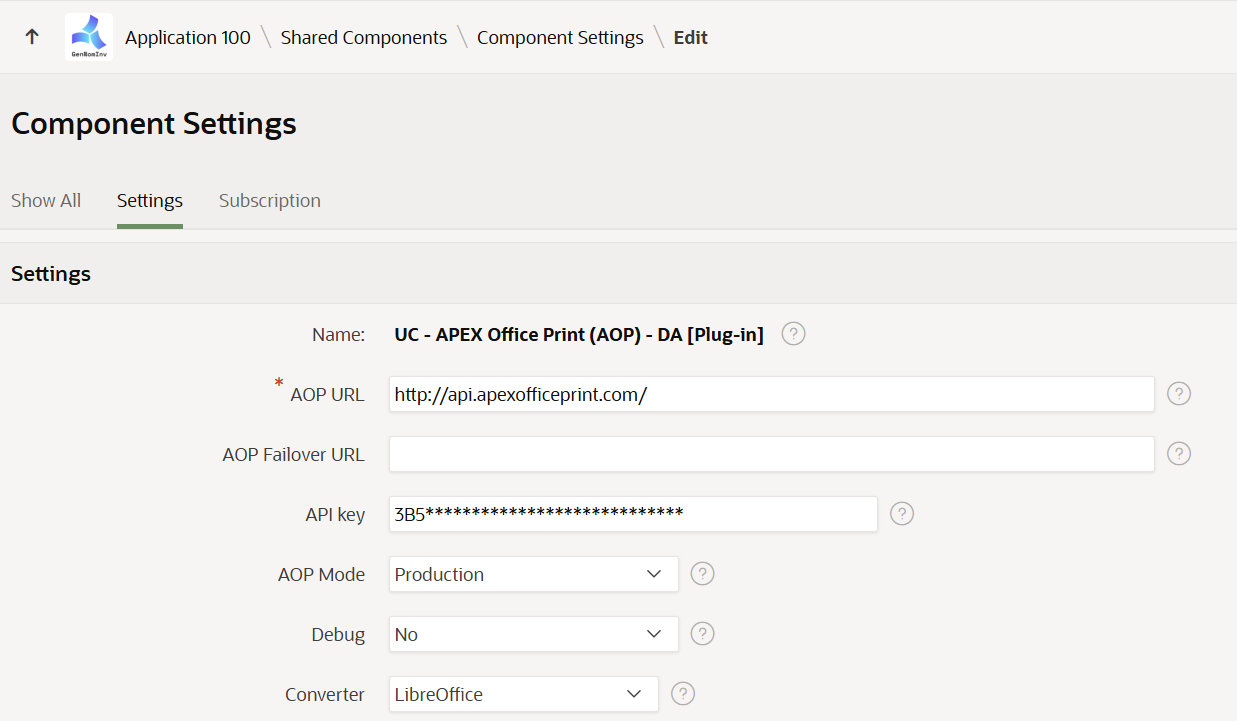 GenNomInv
Application 100 \ Shared Components \ Component Settings \ Edit
Component Settings
Show All Settings Subscription
Settings
Name: UC - APEX Office Print (AOP) - DA [Plug-in] ?
* AOP URL http://api.apexofficeprint.com/ ?
AOP Failover URL ?
API key 3B5**************************** ?
AOP Mode Production ?
Debug No ?
Converter LibreOffice ?